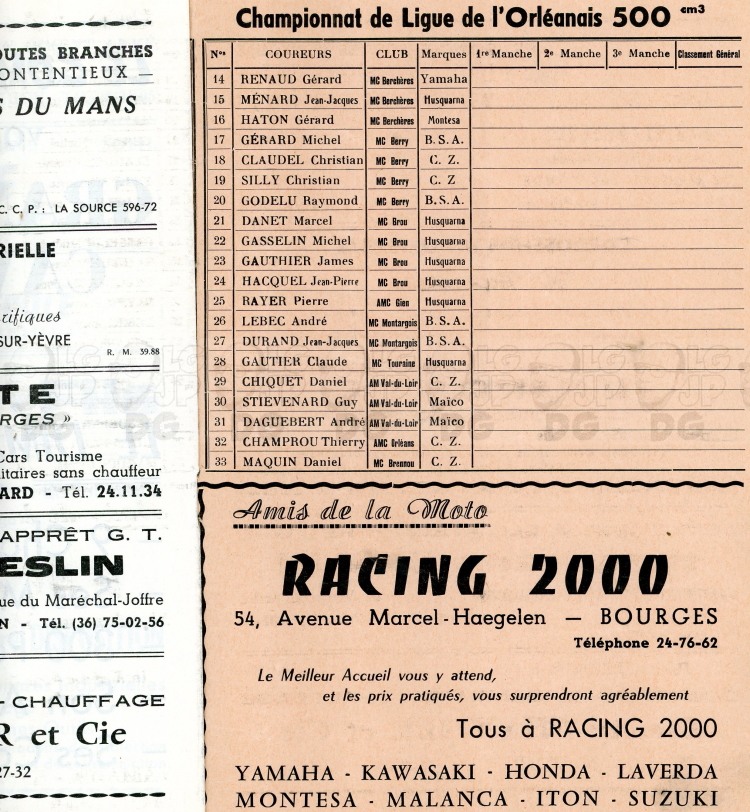 OUTES BRANCHES
ONTENTIEUX —
S DU MANS
C. C. P. : LA SOURCE 596-72
RIELLE
rifiques
SUR-YÈVRE
R. M. 39.88
TE
RGES »
Cars Tourisme
litaires sans chauffeur
ARD - Tél. 24.11.34
APPRÊT G. T.
ESLIN
ue du Maréchal-Joffre
N - Tél. (36) 75-02-56
- CHAUFFAGE
R et Cie
27-32
Championnat de Ligue de l'Orléanais 500 cm3
Nos COUREURS CLUB Marques 1re Manche 2e Manche 3e Manche Classement Général
14 RENAUD Gérard MC Berchères Yamaha
15 MÉNARD Jean-Jacques MC Berchères Husquarna
16 HATON Gérard MC Berchères Montesa
17 GÉRARD Michel MC Berry B. S. A.
18 CLAUDEL Christian MC Berry C. Z.
19 SILLY Christian MC Berry C. Z
20 GODELU Raymond MC Berry B. S. A.
21 DANET Marcel MC Brou Husquarna
22 GASSELIN Michel MC Brou Husquarna
23 GAUTHIER James MC Brou Husquarna
24 HACQUEL Jean-Pierre MC Brou Husquarna
25 RAYER Pierre AMC Gien Husquarna
26 LEBEC André MC Montargois B. S. A.
27 DURAND Jean-Jacques MC Montargois B. S. A.
28 GAUTIER Claude MC Touraine Husquarna
29 CHIQUET Daniel AM Val-du-Loir C. Z.
30 STIEVENARD Guy AM Val-du-Loir Maïco
31 DAGUEBERT André AM Val-du-Loir Maïco
32 CHAMPROU Thierry AMC Orléans C. Z.
33 MAQUIN Daniel MC Brennou C. Z.
Amis de la Moto
RACING 2000
54, Avenue Marcel-Haegelen — BOURGES
Téléphone 24-76-62
Le Meilleur Accueil vous y attend,
et les prix pratiqués, vous surprendront agréablement
Tous à RACING 2000
YAMAHA - KAWASAKI - HONDA - LAVERDA
MONTESA - MALANCA - ITON - SUZUKI